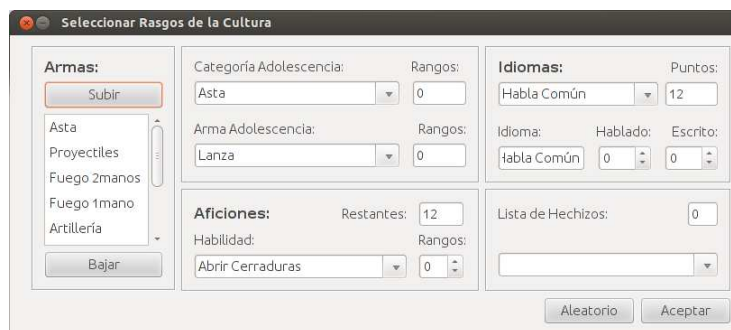 Seleccionar Rasgos de la Cultura
Armas:
Subir
Asta
Proyectiles
Fuego 2manos
Fuego 1mano
Artillería
Bajar
Categoría Adolescencia: Rangos:
Asta 0
Arma Adolescencia: Rangos:
Lanza 0
Aficiones: Restantes: 12
Habilidad: Rangos:
Abrir Cerraduras 0
Idiomas: Puntos:
Habla Común 12
Idioma: Hablado: Escrito:
Habla Común 0 0
Lista de Hechizos: 0
Aleatorio Aceptar